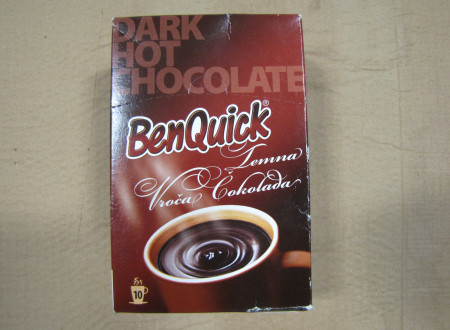 DARK
HOT
CHOCOLATE
BenQuick®
Temna
Vroča Čokolada
10